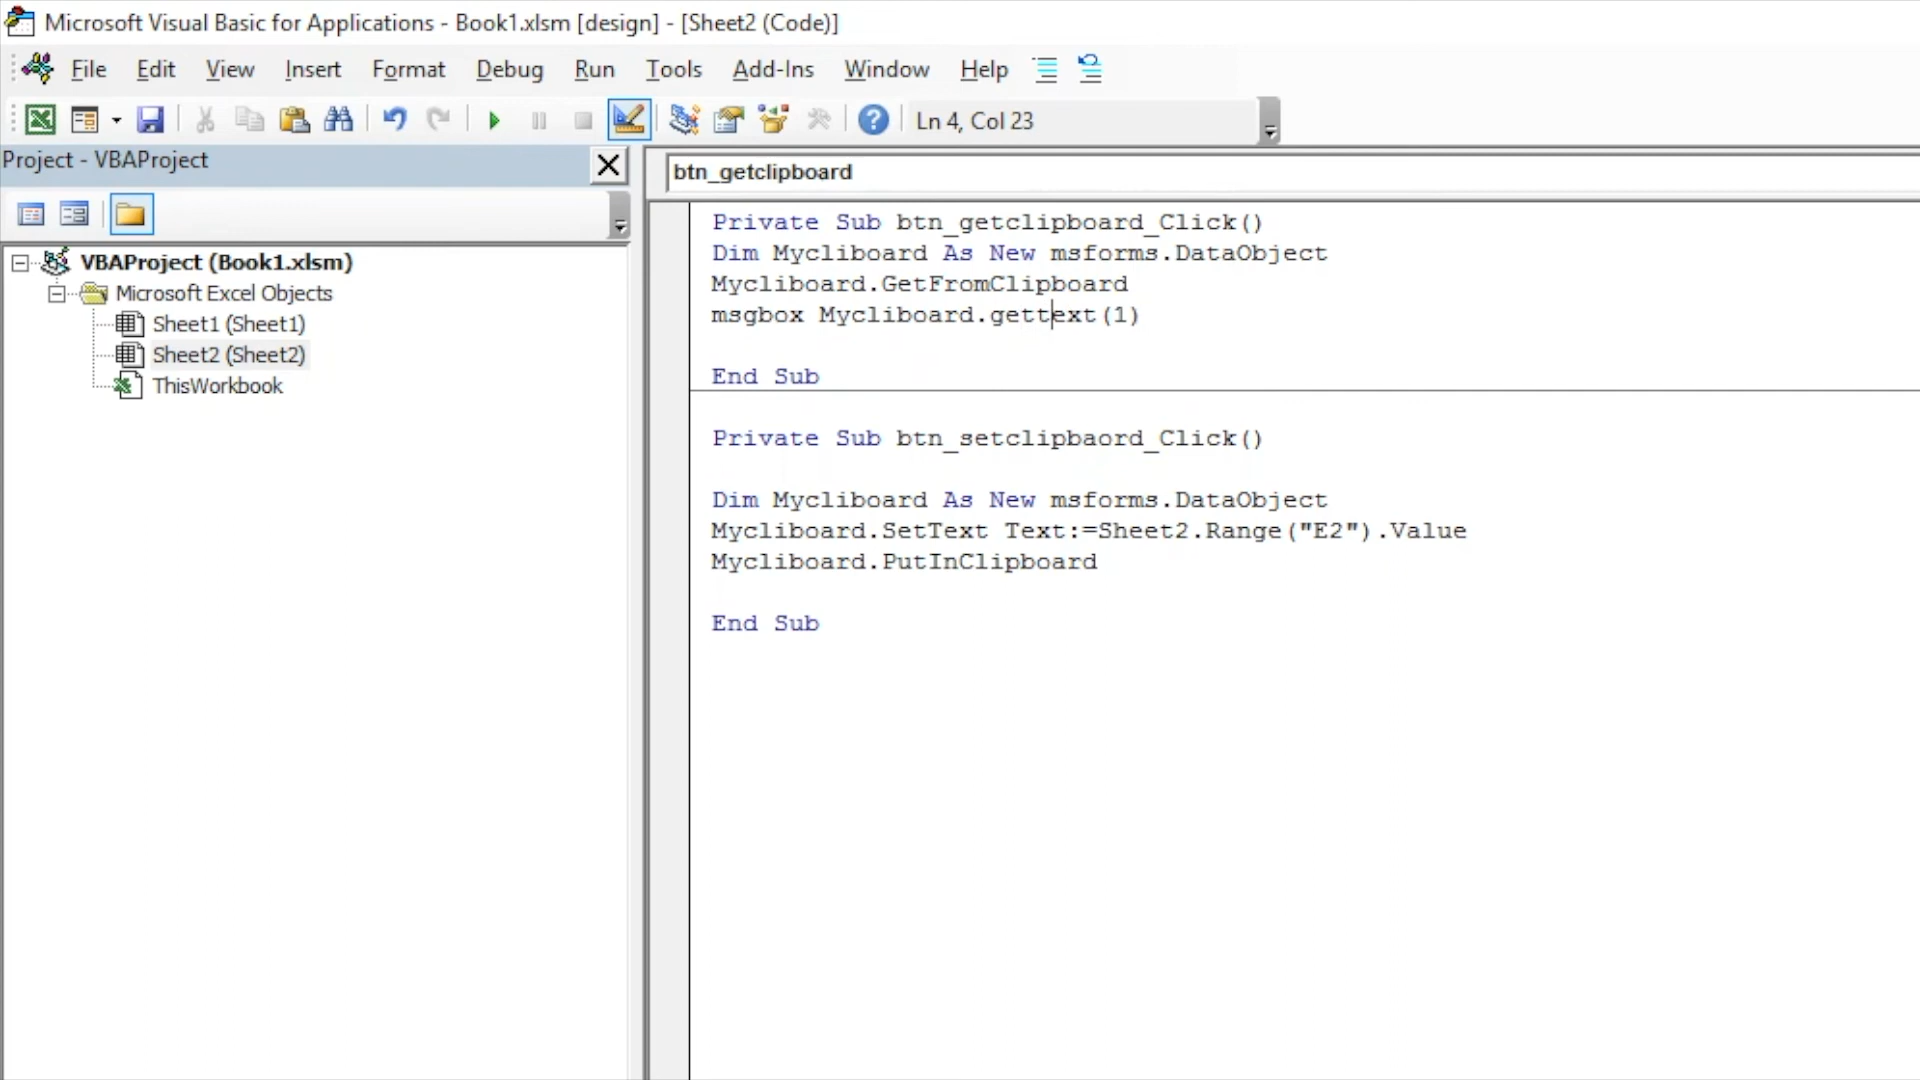 Microsoft Visual Basic for Applications - Book1.xlsm [design] - [Sheet2 (Code)]
File Edit View Insert Format Debug Run Tools Add-Ins Window Help
Ln 4, Col 23
Project - VBAProject
btn_getclipboard
VBAProject (Book1.xlsm)
Microsoft Excel Objects
Sheet1 (Sheet1)
Sheet2 (Sheet2)
ThisWorkbook
Private Sub btn_getclipboard_Click()
Dim Mycliboard As New msforms.DataObject
Mycliboard.GetFromClipboard
msgbox Mycliboard.gettext(1)
End Sub
Private Sub btn_setclipbaord_Click()
Dim Mycliboard As New msforms.DataObject
Mycliboard.SetText Text:=Sheet2.Range("E2").Value
Mycliboard.PutInClipboard
End Sub